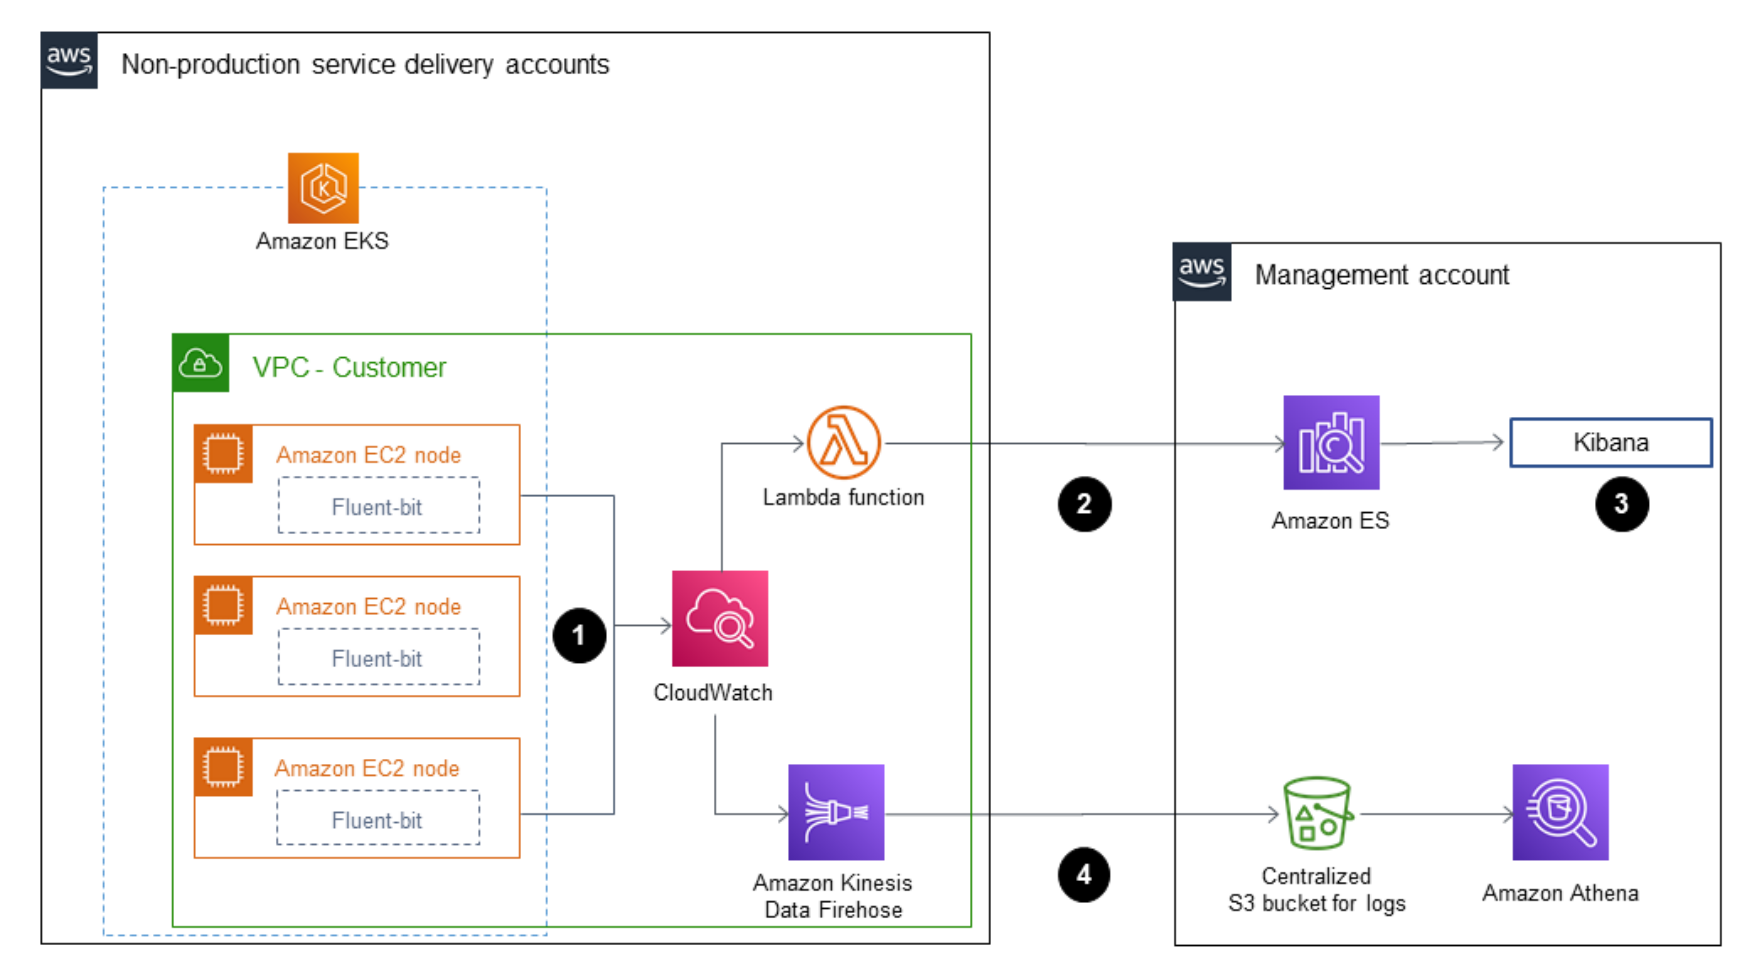 aws
Non-production service delivery accounts
Amazon EKS
VPC - Customer
Amazon EC2 node
Fluent-bit
Amazon EC2 node
Fluent-bit
Amazon EC2 node
Fluent-bit
1
CloudWatch
Lambda function
Amazon Kinesis
Data Firehose
2
4
aws
Management account
Amazon ES
Kibana
3
Centralized
S3 bucket for logs
Amazon Athena